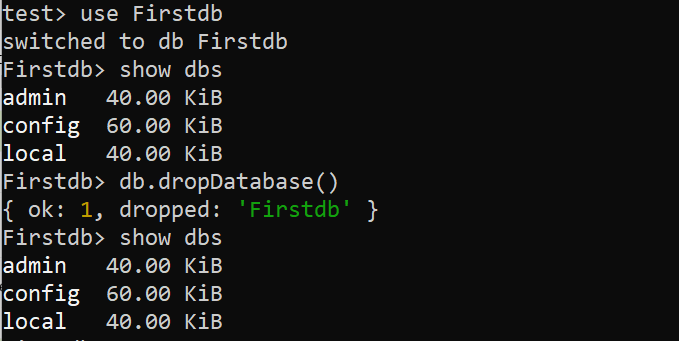 test> use Firstdb
switched to db Firstdb
Firstdb> show dbs
admin   40.00 KiB
config  60.00 KiB
local   40.00 KiB
Firstdb> db.dropDatabase()
{ ok: 1, dropped: 'Firstdb' }
Firstdb> show dbs
admin   40.00 KiB
config  60.00 KiB
local   40.00 KiB